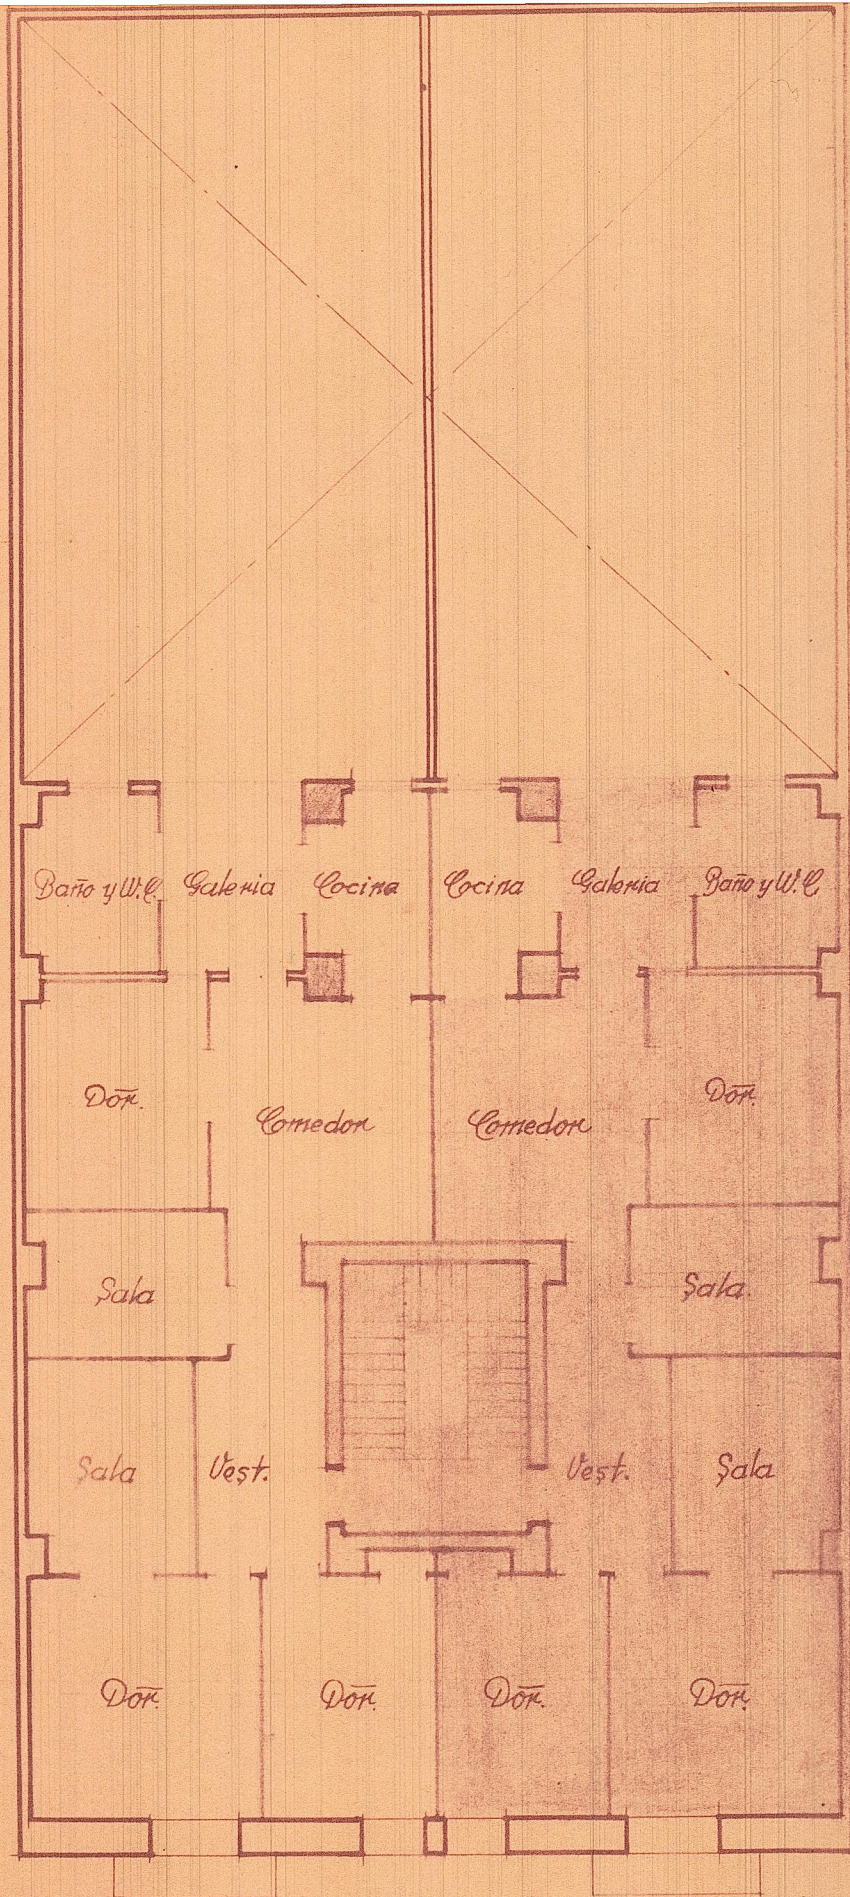 Baño y W.C. Galeria Cocina Cocina Galeria Baño y W.C.
Dor. Comedor Comedor Dor.
Sala Sala.
Sala Vest. Vest. Sala
Dor. Dor. Dor. Dor.